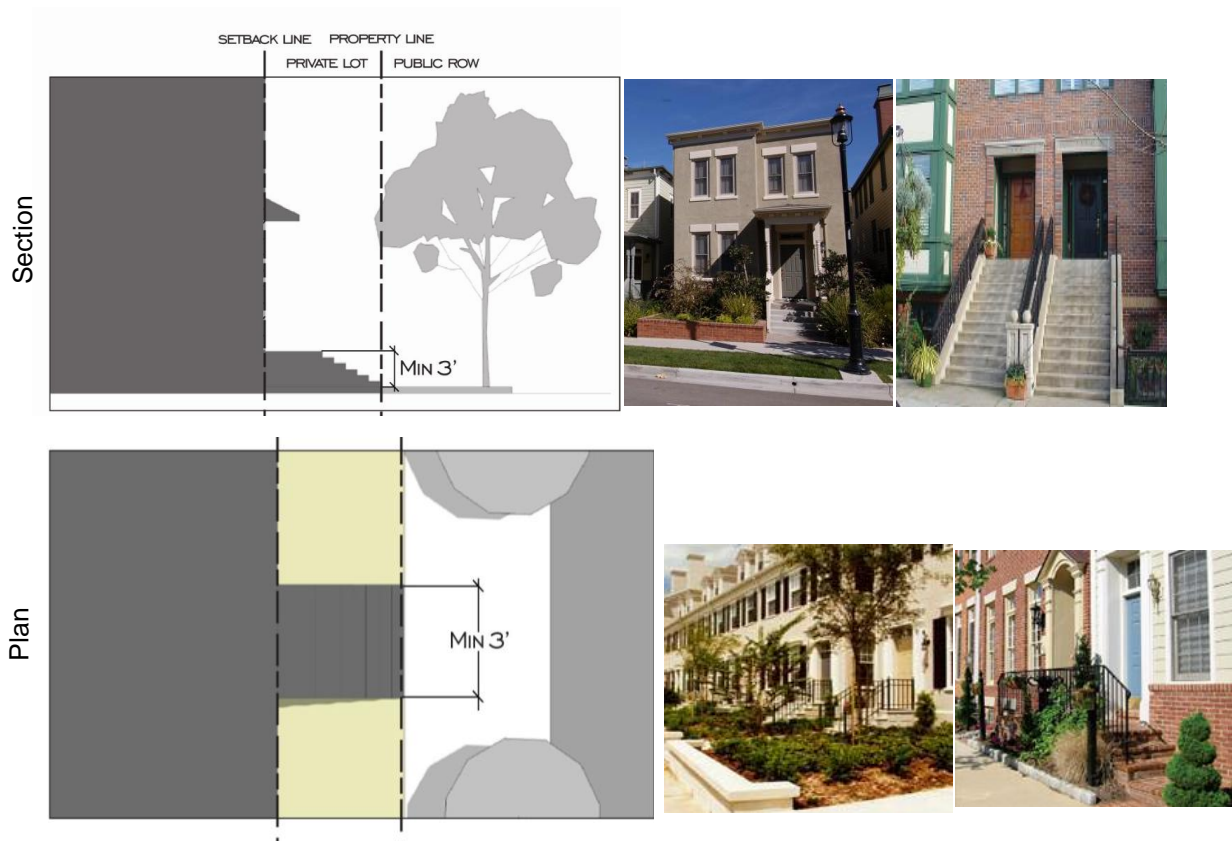 SETBACK LINE PROPERTY LINE
PRIVATE LOT PUBLIC ROW
Section
MIN 3'
Plan
MIN 3'